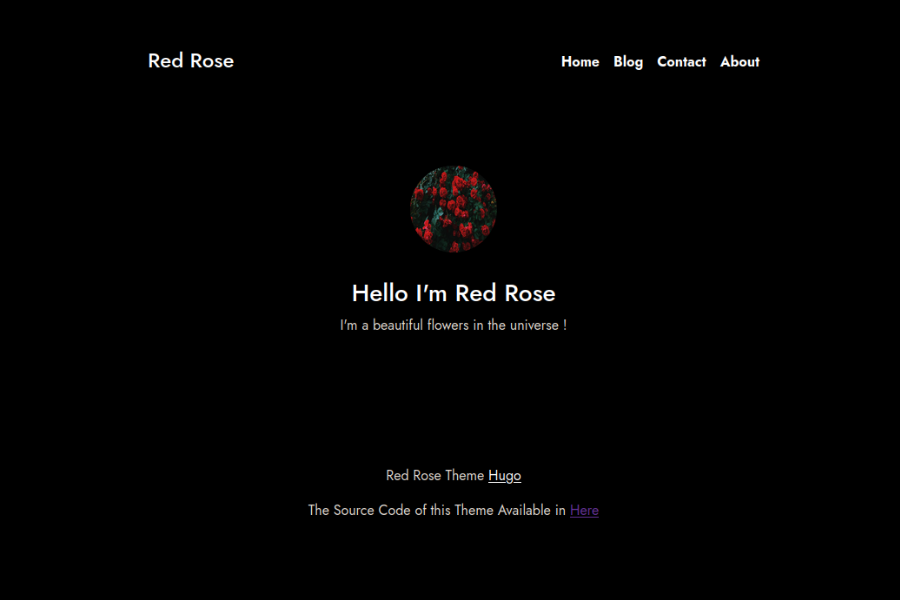 Red Rose
Home Blog Contact About
Hello I'm Red Rose
I'm a beautiful flowers in the universe !
Red Rose Theme Hugo
The Source Code of this Theme Available in Here